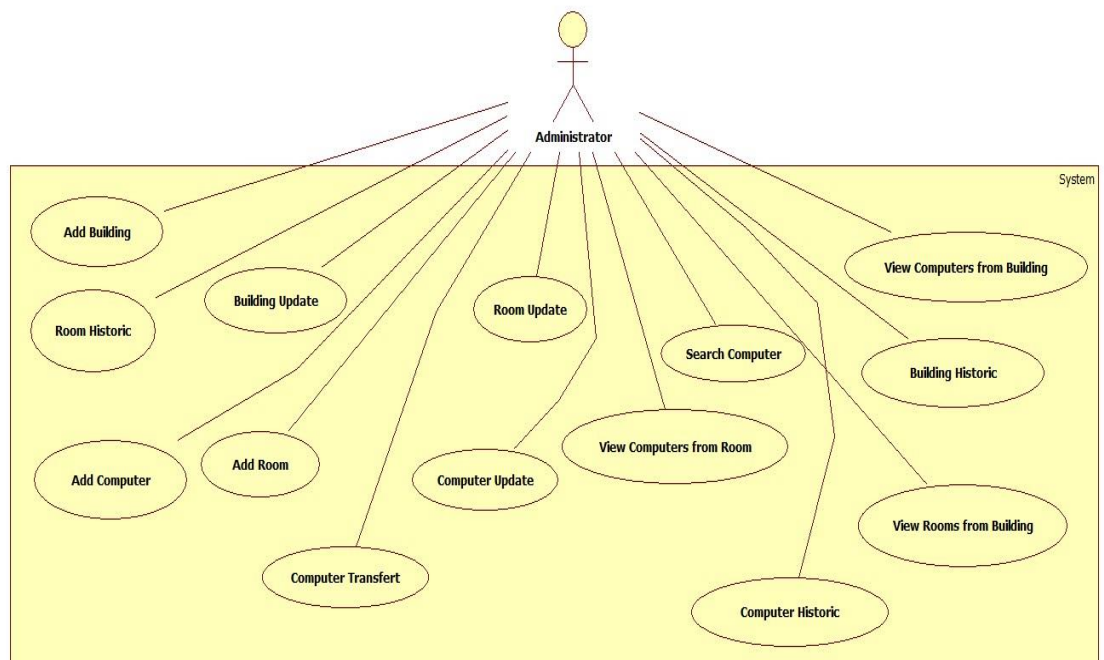 Administrator
System
Add Building
View Computers from Building
Building Update
Room Update
Room Historic
Search Computer
Building Historic
View Computers from Room
Add Room
Add Computer
Computer Update
View Rooms from Building
Computer Transfert
Computer Historic